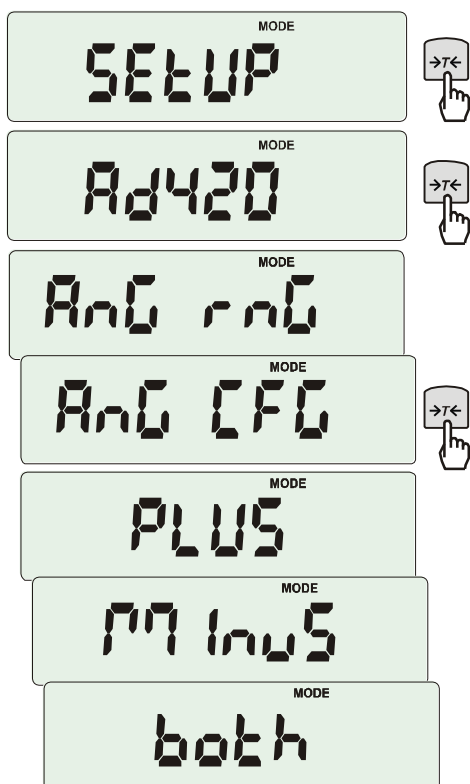 MODE
SEtUP
→T←
MODE
Ad420
→T←
MODE
AnG rnG
MODE
AnG CFG
→T←
MODE
PLUS
MODE
MInuS
MODE
both